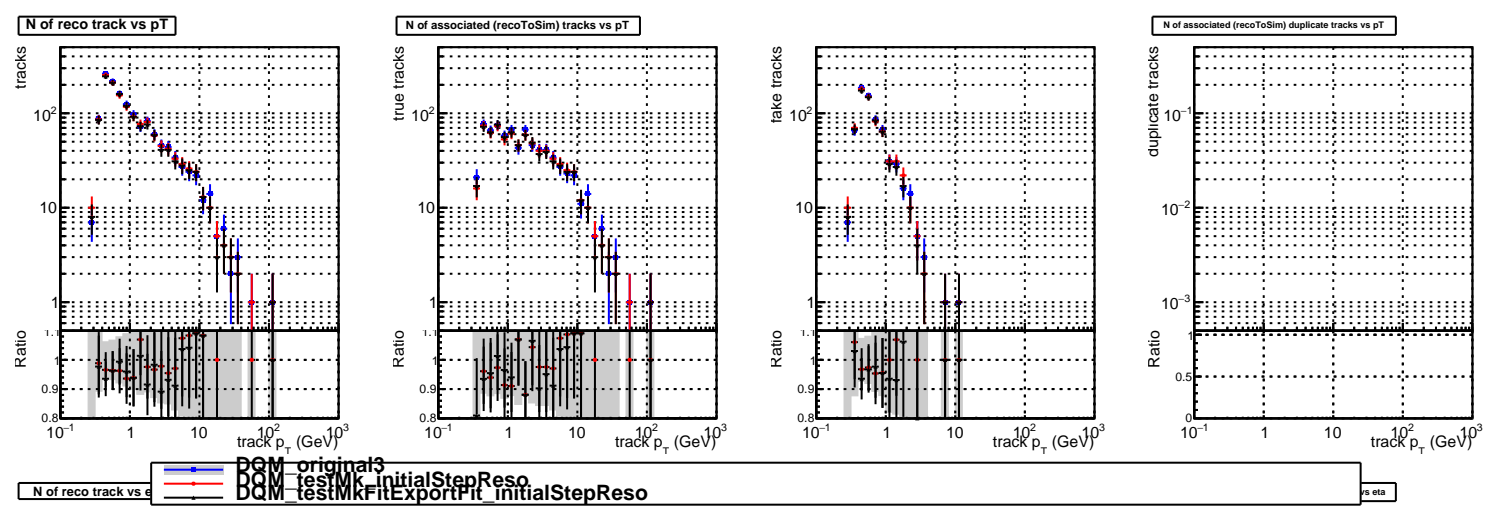 N of reco track vs pT
N of associated (recoToSim) tracks vs pT
N of associated (recoToSim) duplicate tracks vs pT
tracks
10²
10
1
Ratio
1.1
1
0.9
0.8
10⁻¹ 1 10 10² 10³
track p_T (GeV)
true tracks
10²
10
1
Ratio
1.1
1
0.9
0.8
10⁻¹ 1 10 10² 10³
track p_T (GeV)
fake tracks
10²
10
1
Ratio
1.1
1
0.9
0.8
10⁻¹ 1 10 10² 10³
track p_T (GeV)
duplicate tracks
10⁻¹
10⁻²
10⁻³
Ratio
1
0.5
0
10⁻¹ 1 10 10² 10³
track p_T (GeV)
DQM_original3
DQM_testMk_initialStepReso
DQM_testMkFitExportFit_initialStepReso
N of reco track vs e
vs eta